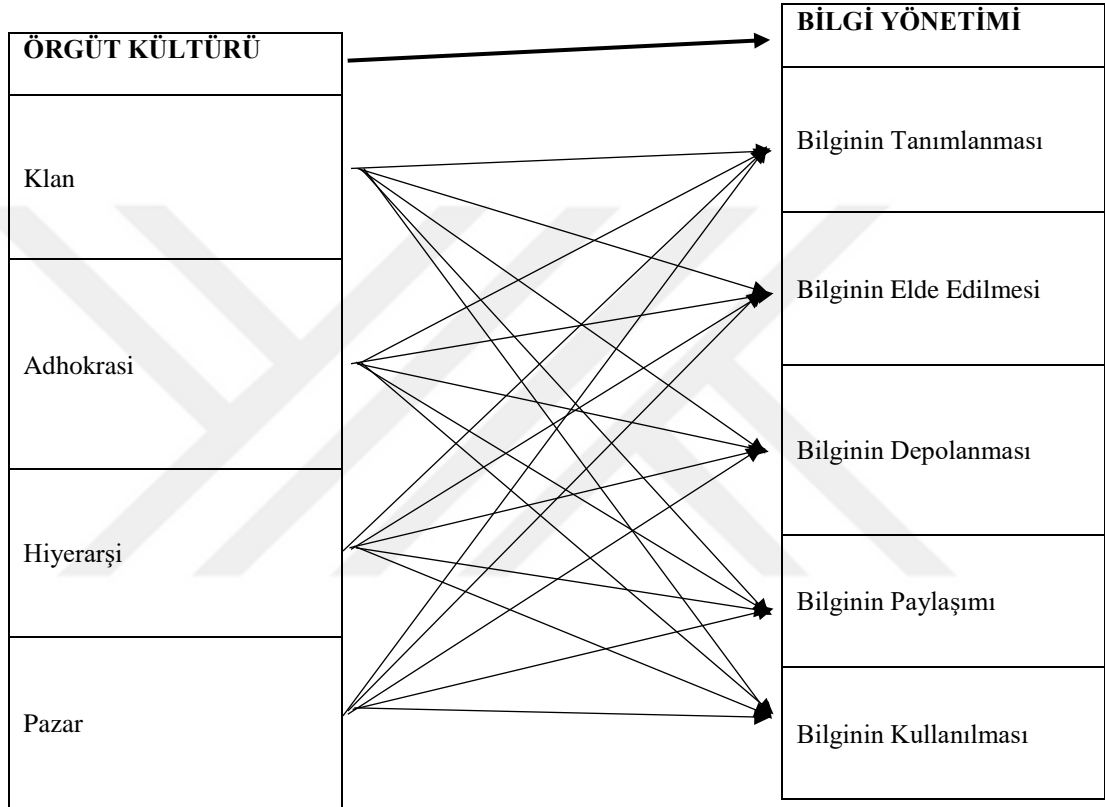 ÖRGÜT KÜLTÜRÜ
Klan
Adhokrasi
Hiyerarşi
Pazar
BİLGİ YÖNETİMİ
Bilginin Tanımlanması
Bilginin Elde Edilmesi
Bilginin Depolanması
Bilginin Paylaşımı
Bilginin Kullanılması